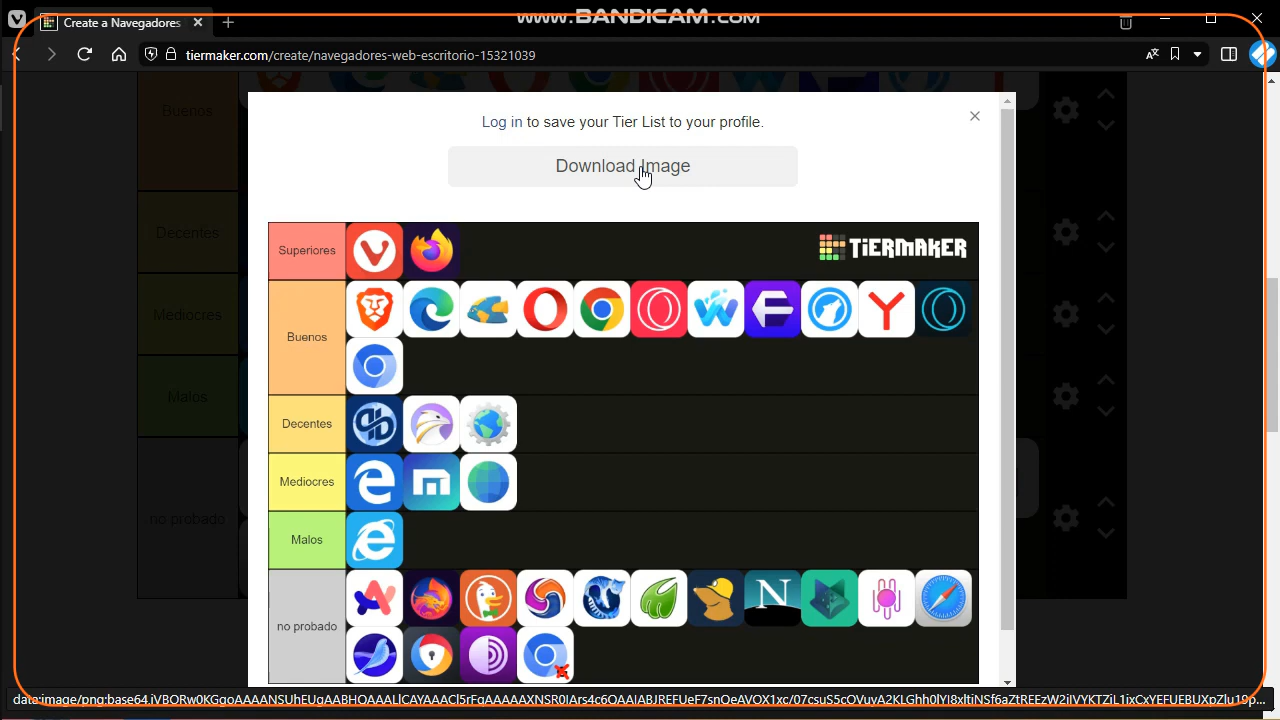 www.BANDICAM.com
Create a Navegadores
tiermaker.com/create/navegadores-web-escritorio-15321039
Log in to save your Tier List to your profile.
Download Image
TIERMAKER
Superiores
Buenos
Decentes
Mediocres
Malos
no probado
Buenos
Decentes
Mediocres
Malos
no probado